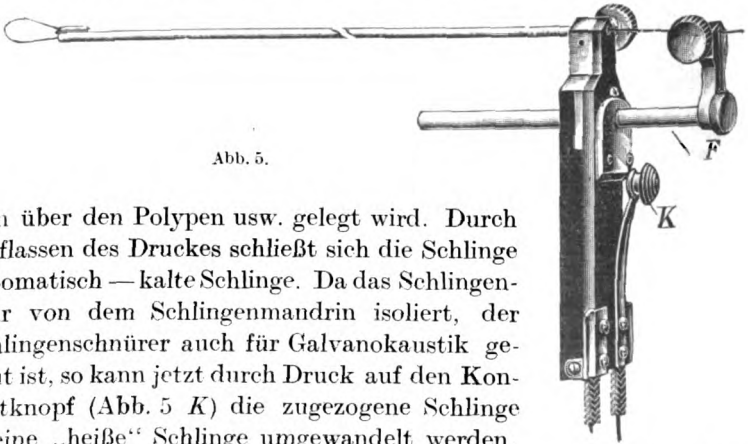 F
K
Abb. 5.
über den Polypen usw. gelegt wird. Durch
flassen des Druckes schließt sich die Schlinge
omatisch — kalte Schlinge. Da das Schlingen-
r von dem Schlingenmandrin isoliert, der
lingenschnürer auch für Galvanokaustik ge-
t ist, so kann jetzt durch Druck auf den Kon-
tknopf (Abb. 5 K) die zugezogene Schlinge
eine „heiße“ Schlinge umgewandelt werden,